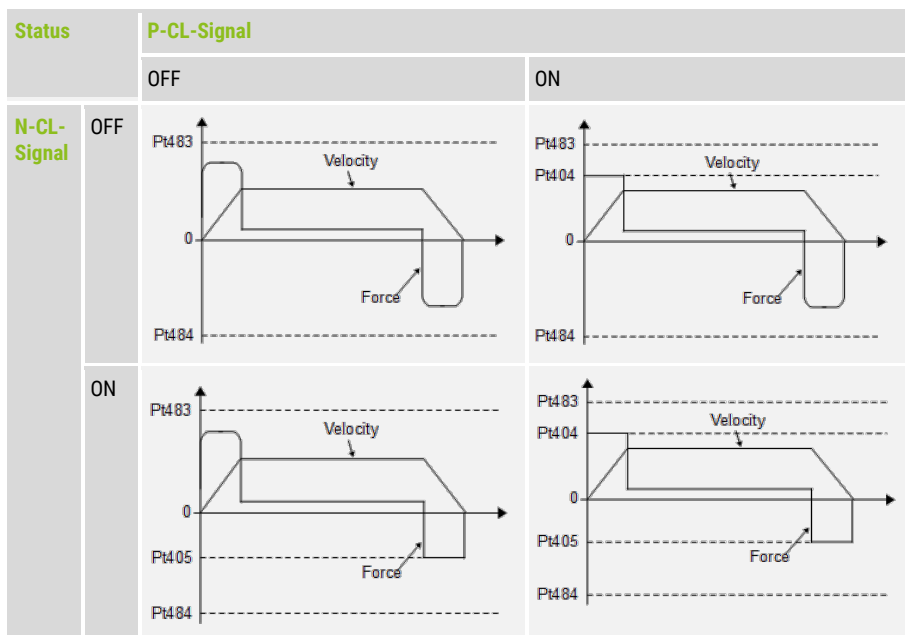 Status
P-CL-Signal
OFF
ON
N-CL-
Signal
OFF
Pt483
Velocity
0
Force
Pt484
Pt483
Pt404
Velocity
0
Force
Pt484
ON
Pt483
Velocity
0
Pt405
Force
Pt484
Pt483
Pt404
Velocity
0
Pt405
Force
Pt484